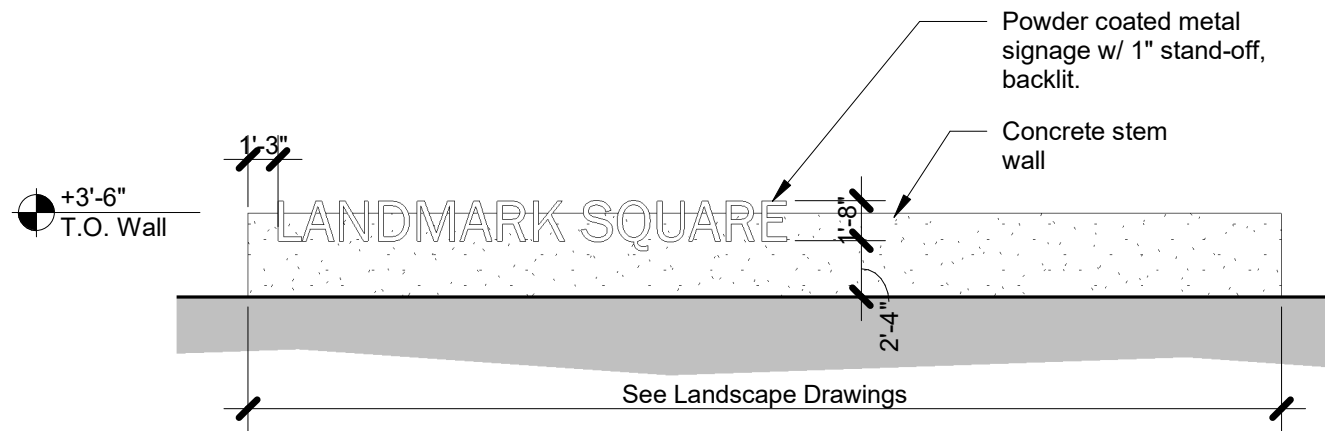 Powder coated metal
signage w/ 1" stand-off,
backlit.
Concrete stem
wall
1'-3"
+3'-6"
T.O. Wall
LANDMARK SQUARE
1'-8"
2'-4"
See Landscape Drawings